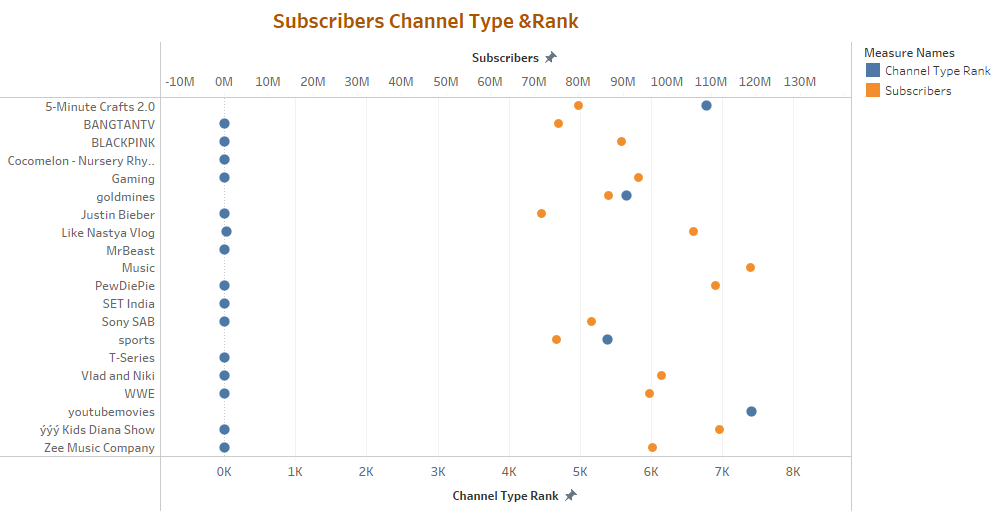 Subscribers Channel Type &Rank
Measure Names
Channel Type Rank
Subscribers
Subscribers
-10M 0M 10M 20M 30M 40M 50M 60M 70M 80M 90M 100M 110M 120M 130M
5-Minute Crafts 2.0
BANGTANTV
BLACKPINK
Cocomelon - Nursery Rhy..
Gaming
goldmines
Justin Bieber
Like Nastya Vlog
MrBeast
Music
PewDiePie
SET India
Sony SAB
sports
T-Series
Vlad and Niki
WWE
youtubemovies
ýýý Kids Diana Show
Zee Music Company
0K 1K 2K 3K 4K 5K 6K 7K 8K
Channel Type Rank